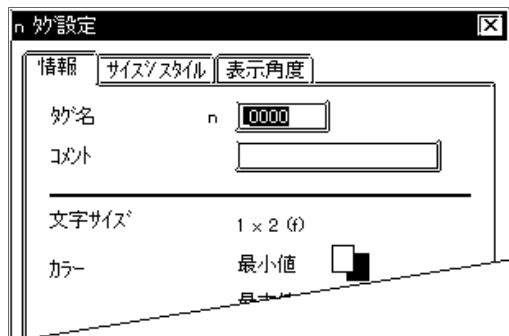 n ﾀｸﾞ設定
情報 ｻｲｽﾞ/ｽﾀｲﾙ 表示角度
ﾀｸﾞ名 n 0000
ｺﾒﾝﾄ
文字ｻｲｽﾞ 1 × 2 (f)
ｶﾗｰ 最小値